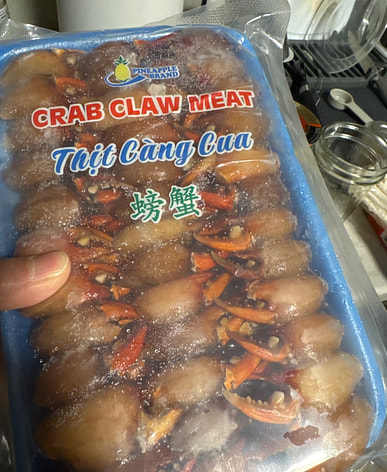 PINEAPPLE
BRAND
CRAB CLAW MEAT
Thịt Càng Cua
螃蟹